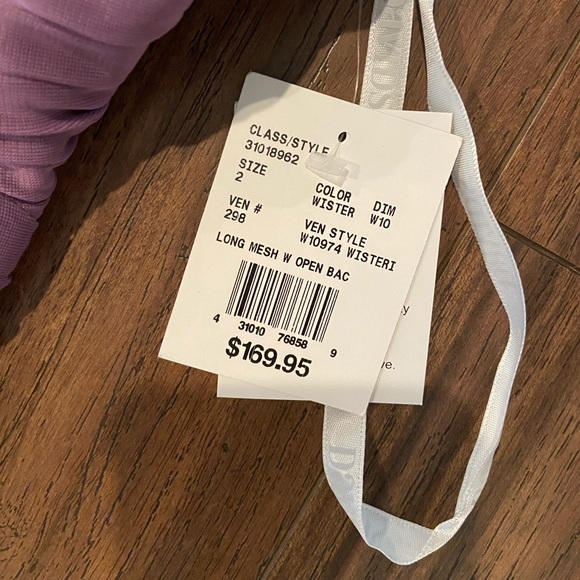 CLASS/STYLE
31018962
SIZE
2
COLOR DIM
WISTER W10
VEN #
298
VEN STYLE
W10974 WISTERI
LONG MESH W OPEN BAC
4 31010 76858 9
$169.95
D'